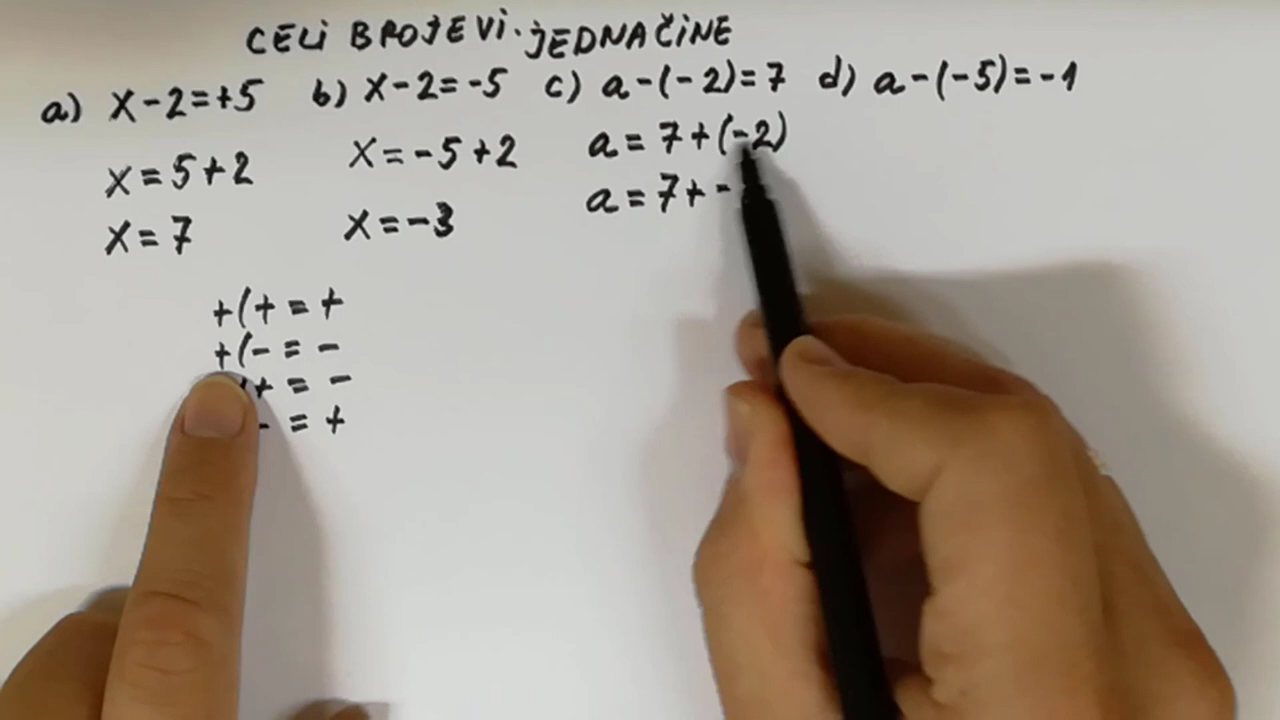 CELI BROJEVI. JEDNAČINE
a) x-2=+5 b) x-2=-5 c) a-(-2)=7 d) a-(-5)=-1
x=5+2 x=-5+2 a=7+(-2)
x=7 x=-3 a=7+-
+(+=+
+(-=-
+=-
-=+